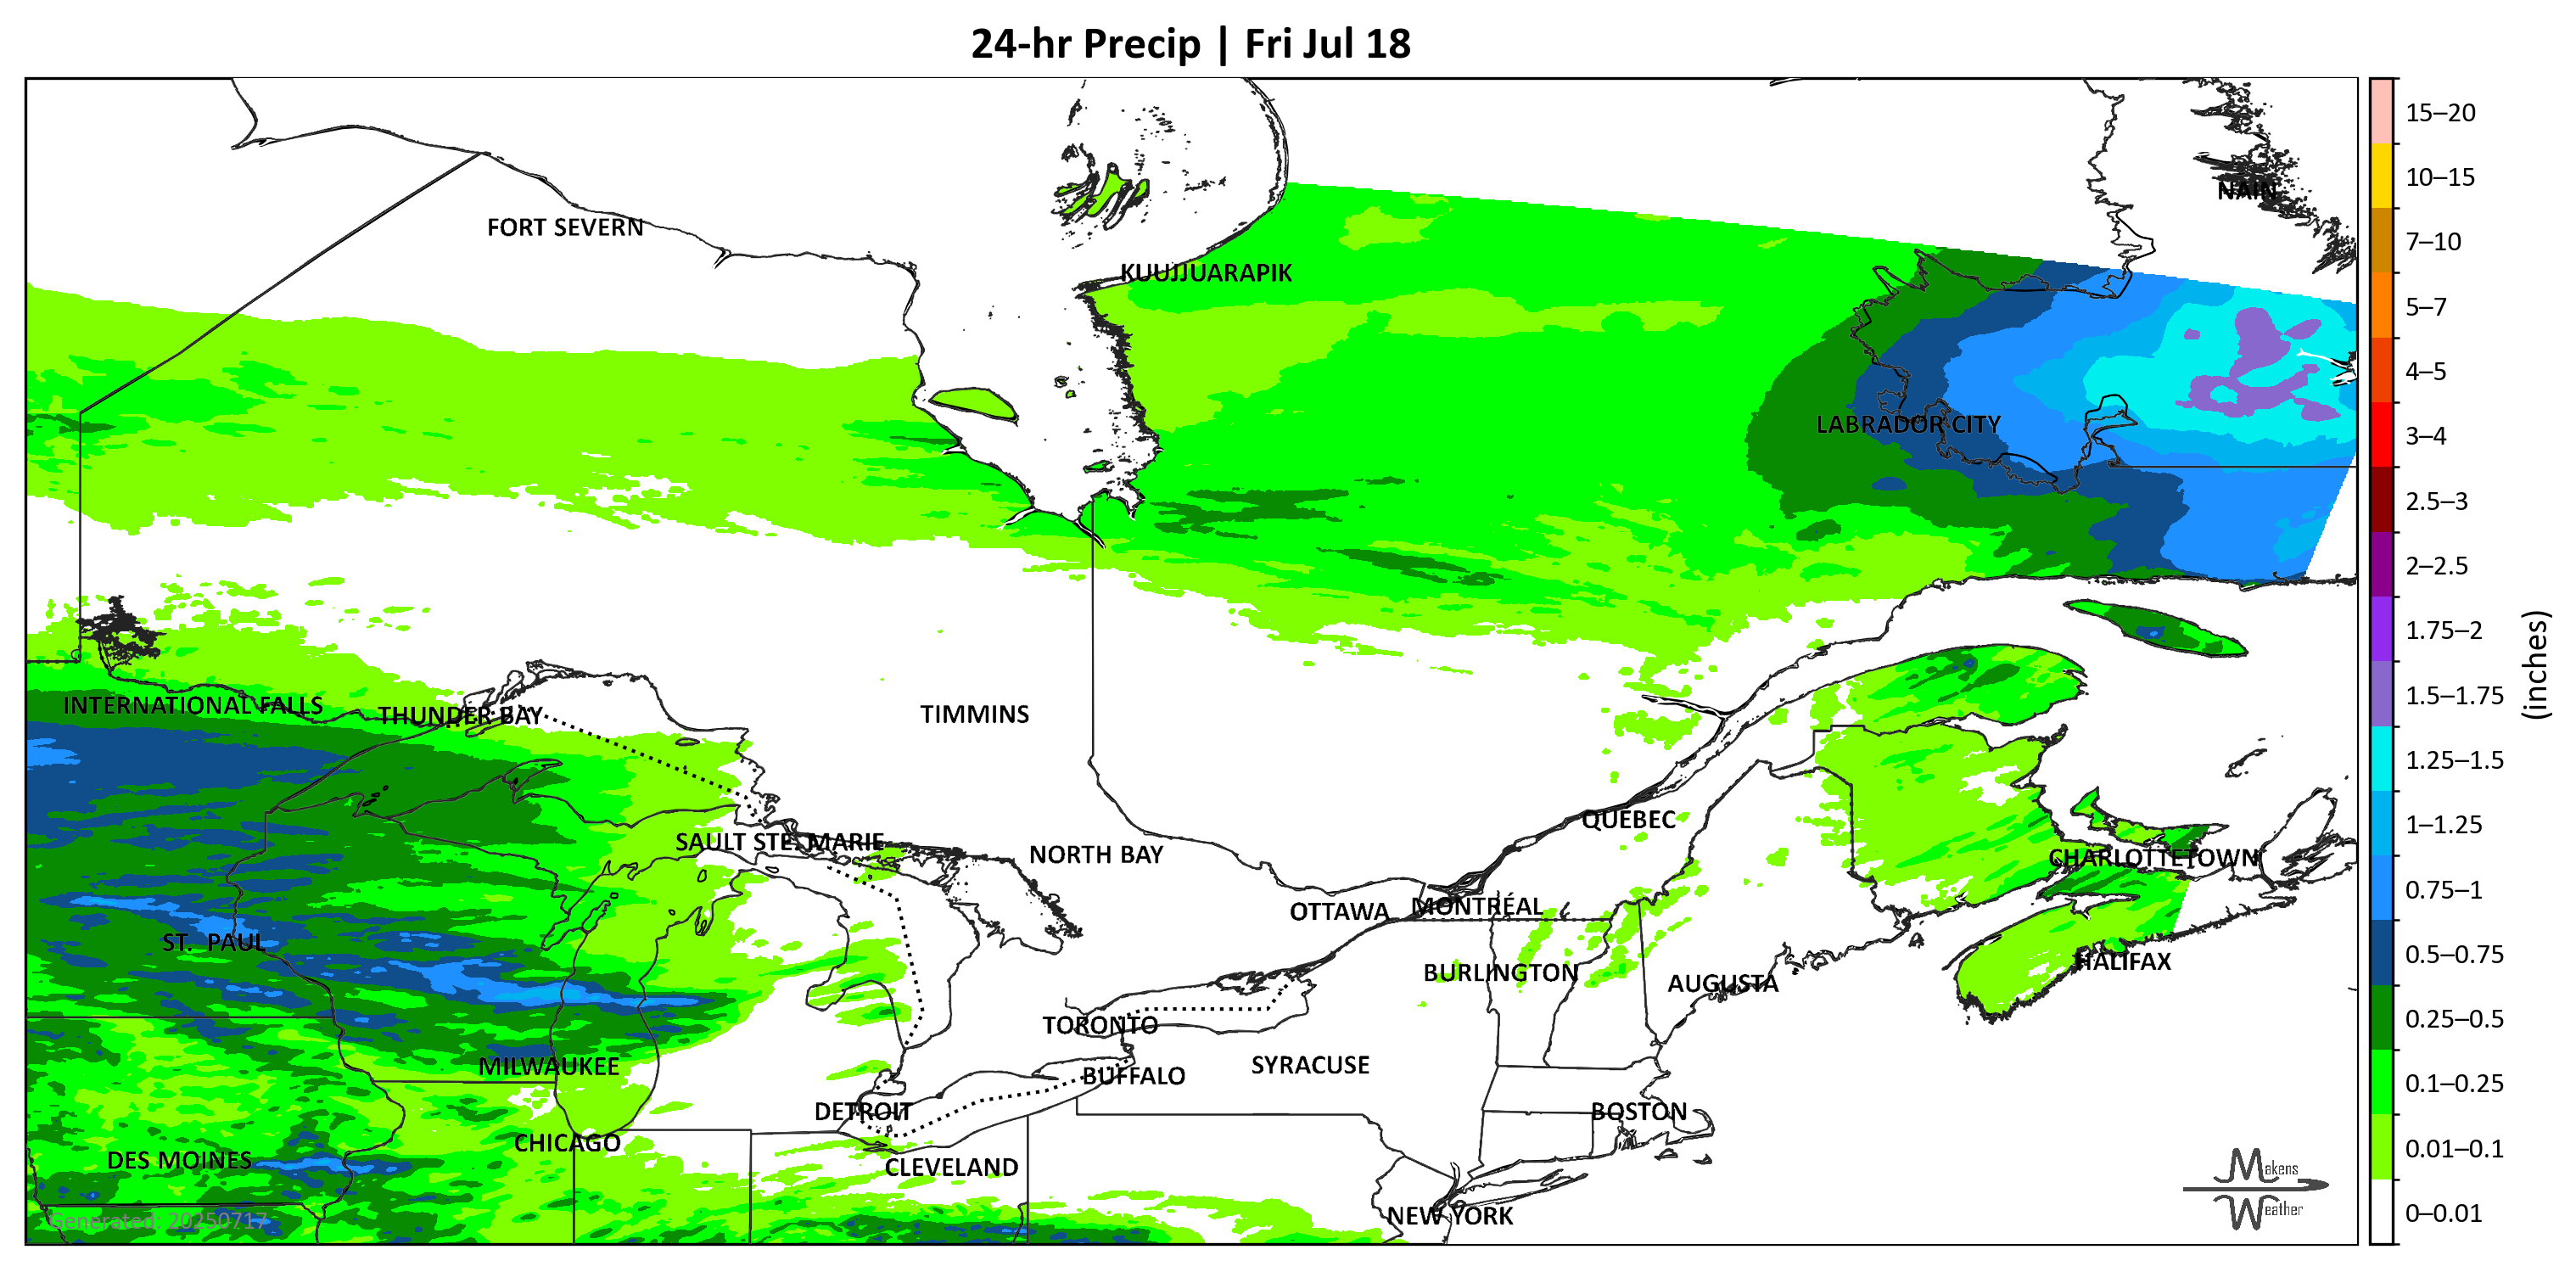 24-hr Precip | Fri Jul 18
15–20
NAIN
10–15
FORT SEVERN
7–10
KUUJJUARAPIK
5–7
4–5
LABRADOR CITY
3–4
2.5–3
2–2.5
1.75–2
(inches)
1.5–1.75
INTERNATIONAL FALLS
THUNDER BAY
TIMMINS
1.25–1.5
QUÉBEC
1–1.25
SAULT STE. MARIE
NORTH BAY
CHARLOTTETOWN
0.75–1
OTTAWA
MONTRÉAL
ST. PAUL
0.5–0.75
HALIFAX
BURLINGTON
AUGUSTA
0.25–0.5
TORONTO
MILWAUKEE
SYRACUSE
BUFFALO
0.1–0.25
DETROIT
BOSTON
CHICAGO
0.01–0.1
DES MOINES
CLEVELAND
Makens
Weather
0–0.01
NEW YORK
Generated: 20250717